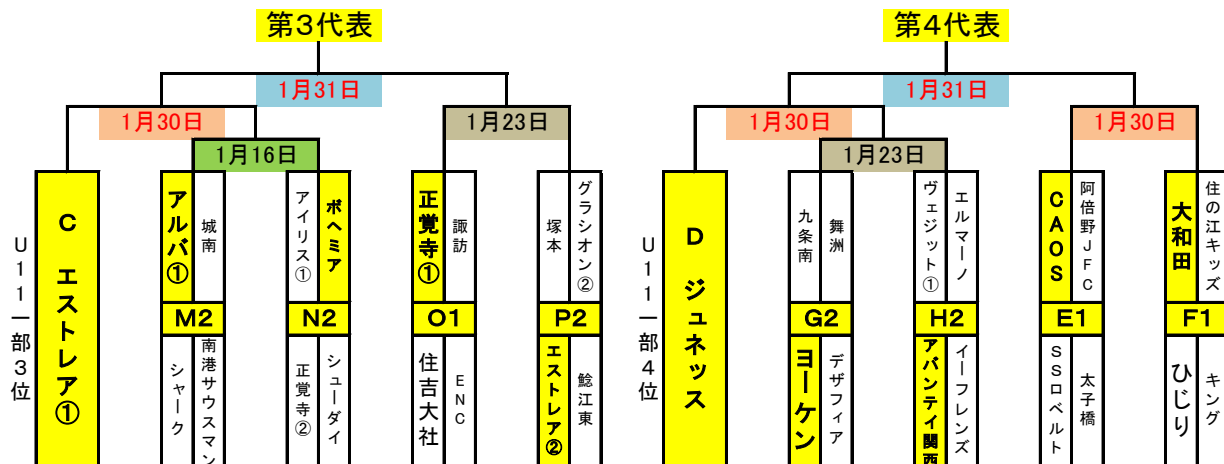 第3代表
第4代表
1月31日
1月31日
1月30日
1月23日
1月30日
1月30日
1月16日
1月23日
U11一部3位
C エストレア①
アルバ①
城南
アイリス①
ボヘミア
正覚寺①
諏訪
塚本
グラシオン②
U11一部4位
D ジュネッス
九条南
舞洲
ヴェジット①
エルマーノ
CAOS
阿倍野JFC
大和田
住の江キッズ
M2
N2
O1
P2
G2
H2
E1
F1
シャーク
南港サウスマン
正覚寺②
シューダイ
住吉大社
ENC
エストレア②
鯰江東
ヨーケン
デザフィア
アバンティ関西
イーフレンズ
SSロベルト
太子橋
ひじり
キング